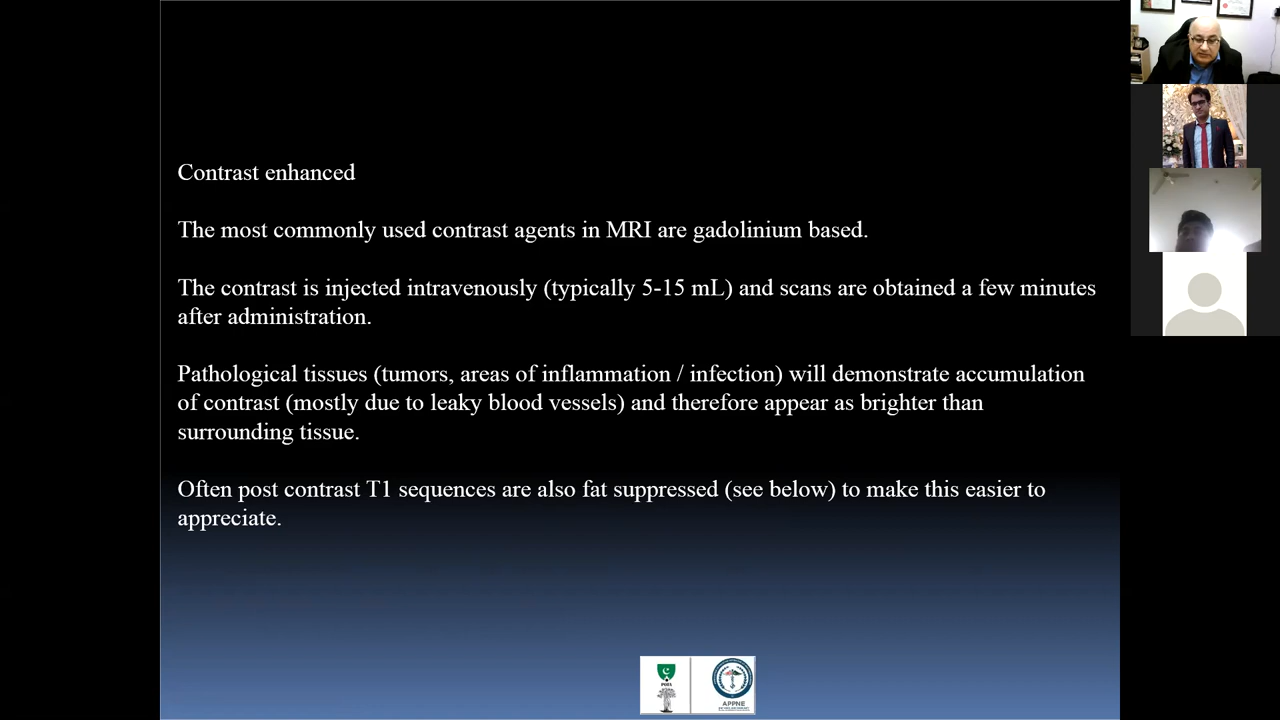 Contrast enhanced
The most commonly used contrast agents in MRI are gadolinium based.
The contrast is injected intravenously (typically 5-15 mL) and scans are obtained a few minutes
after administration.
Pathological tissues (tumors, areas of inflammation / infection) will demonstrate accumulation
of contrast (mostly due to leaky blood vessels) and therefore appear as brighter than
surrounding tissue.
Often post contrast T1 sequences are also fat suppressed (see below) to make this easier to
appreciate.
APPNE